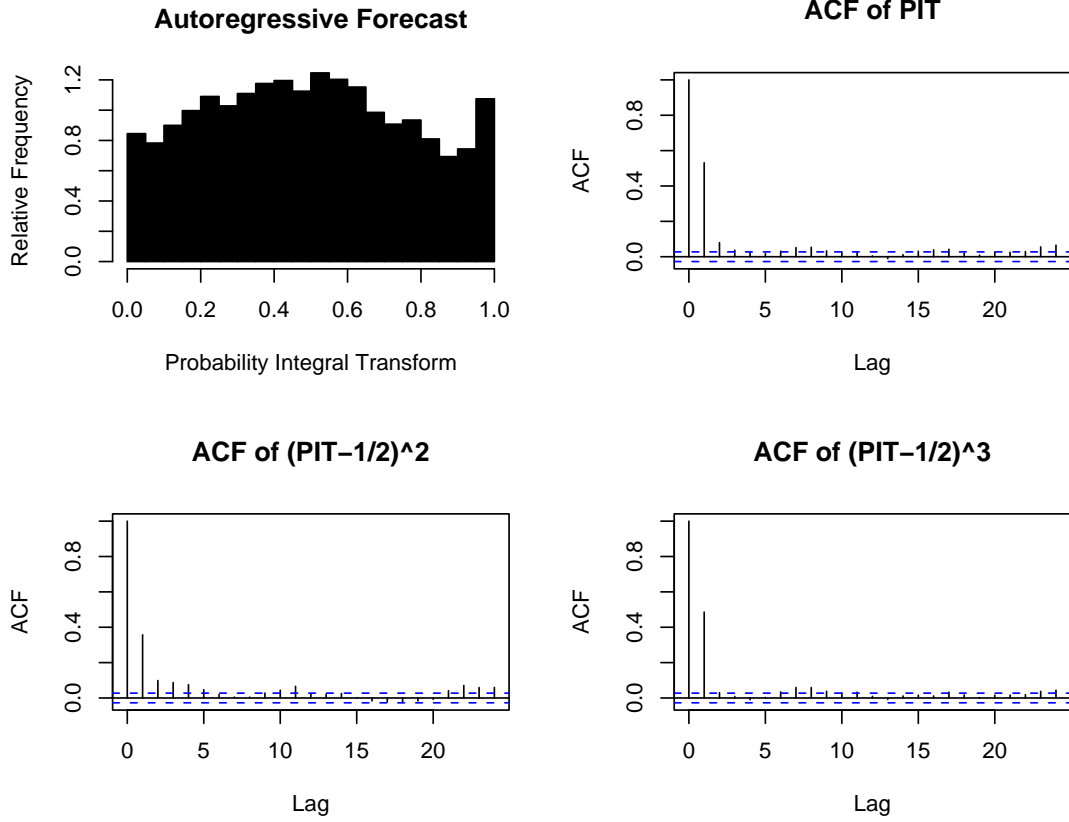 Autoregressive Forecast
Relative Frequency
0.0 0.4 0.8 1.2
0.0 0.2 0.4 0.6 0.8 1.0
Probability Integral Transform
ACF of PIT
ACF
0.0 0.4 0.8
0 5 10 15 20
Lag
ACF of (PIT−1/2)^2
ACF
0.0 0.4 0.8
0 5 10 15 20
Lag
ACF of (PIT−1/2)^3
ACF
0.0 0.4 0.8
0 5 10 15 20
Lag